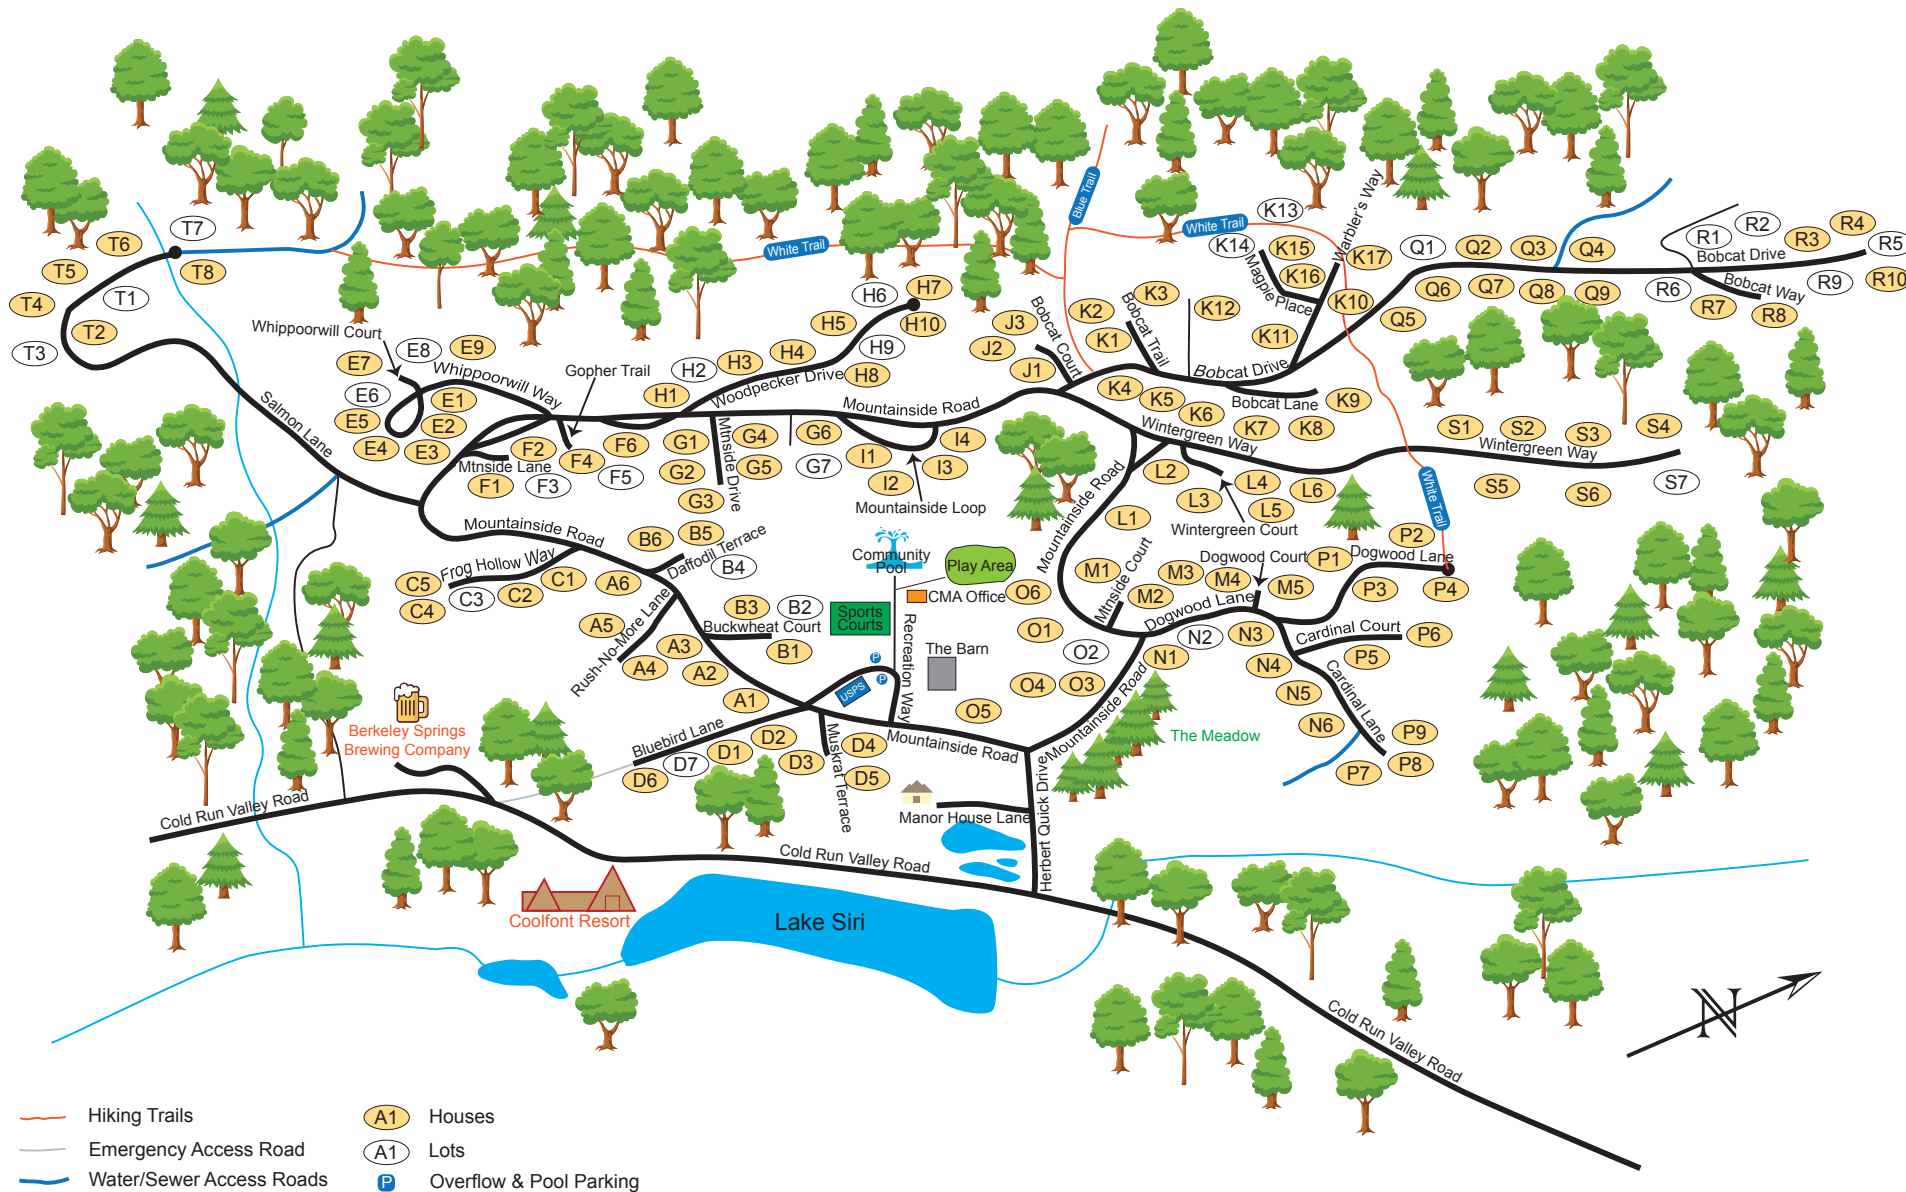 Blue Trail
White Trail
White Trail
White Trail
K13
K14
K15
K16
K17
Warbler's Way
Magpie Place
K10
K11
K12
Q1
Q2
Q3
Q4
Q5
Q6
Q7
Q8
Q9
R1
R2
R3
R4
R5
Bobcat Drive
Bobcat Way
R6
R7
R8
R9
R10
T7
T6
T5
T8
T1
T4
T2
T3
Whippoorwill Court
E7
E8
E9
E6
E5
E4
E3
E1
E2
Whippoorwill Way
Gopher Trail
Salmon Lane
H6
H7
H5
H10
H9
H4
H3
H2
H8
H1
Woodpecker Drive
Mountainside Road
J3
J2
J1
Bobcat Court
K2
K3
K1
Bobcat Trail
Bobcat Drive
K4
K5
K6
K7
K8
K9
Bobcat Lane
F2
F6
F4
F5
F3
F1
Mtnside Lane
G1
G2
G3
G4
G5
G6
G7
Mtnside Drive
I1
I2
I3
I4
Mountainside Loop
Wintergreen Way
S1
S2
S3
S4
Wintergreen Way
S5
S6
S7
L2
L3
L4
L5
L6
L1
Wintergreen Court
Mountainside Road
Mountainside Road
B6
B5
Daffodil Terrace
B4
Frog Hollow Way
C5
C4
C3
C2
C1
A6
A5
A4
A3
A2
A1
Rush-No-More Lane
B3
B2
Buckwheat Court
B1
Community
Pool
Play Area
CMA Office
Sports
Courts
Recreation Way
The Barn
P
P
USPS
O6
O1
O2
O3
O4
O5
M1
M2
M3
M4
M5
Mtnside Court
Dogwood Court
Dogwood Lane
P1
P2
Dogwood Lane
P3
P4
N1
N2
N3
N4
N5
N6
Cardinal Court
P6
P5
Cardinal Lane
P9
P8
P7
Mountainside Road
The Meadow
Berkeley Springs
Brewing Company
Bluebird Lane
D6
D7
D1
D2
D3
D4
D5
Muskrat Terrace
Mountainside Road
Manor House Lane
Herbert Quick Drive
Cold Run Valley Road
Cold Run Valley Road
Cold Run Valley Road
Coolfont Resort
Lake Siri
N
Hiking Trails
Emergency Access Road
Water/Sewer Access Roads
A1 Houses
A1 Lots
P Overflow & Pool Parking